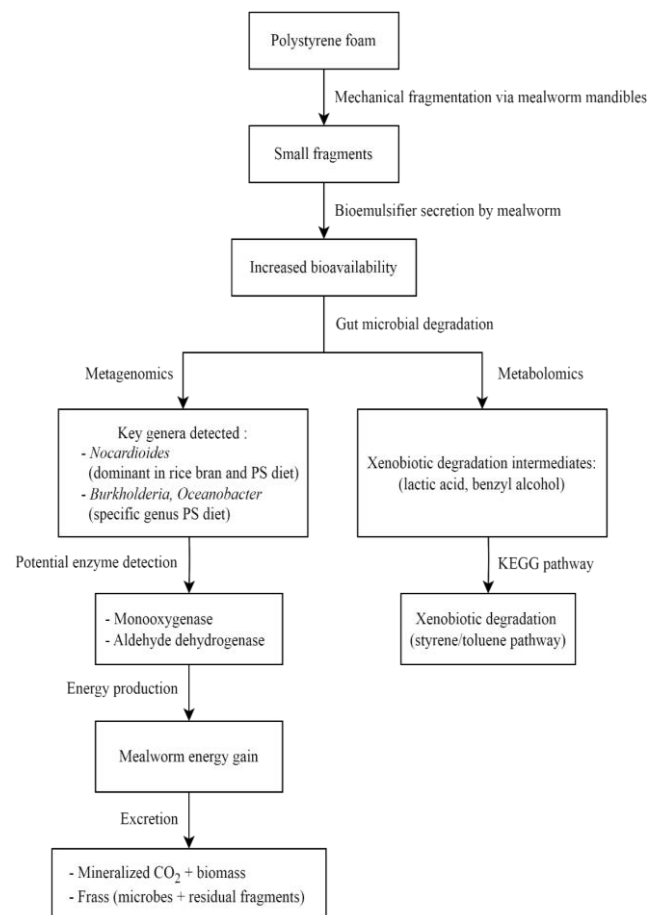 Polystyrene foam
Mechanical fragmentation via mealworm mandibles
Small fragments
Bioemulsifier secretion by mealworm
Increased bioavailability
Gut microbial degradation
Metagenomics
Metabolomics
Key genera detected :
- Nocardioides
(dominant in rice bran and PS diet)
- Burkholderia, Oceanobacter
(specific genus PS diet)
Xenobiotic degradation intermediates:
(lactic acid, benzyl alcohol)
Potential enzyme detection
KEGG pathway
- Monooxygenase
- Aldehyde dehydrogenase
Xenobiotic degradation
(styrene/toluene pathway)
Energy production
Mealworm energy gain
Excretion
- Mineralized CO₂ + biomass
- Frass (microbes + residual fragments)